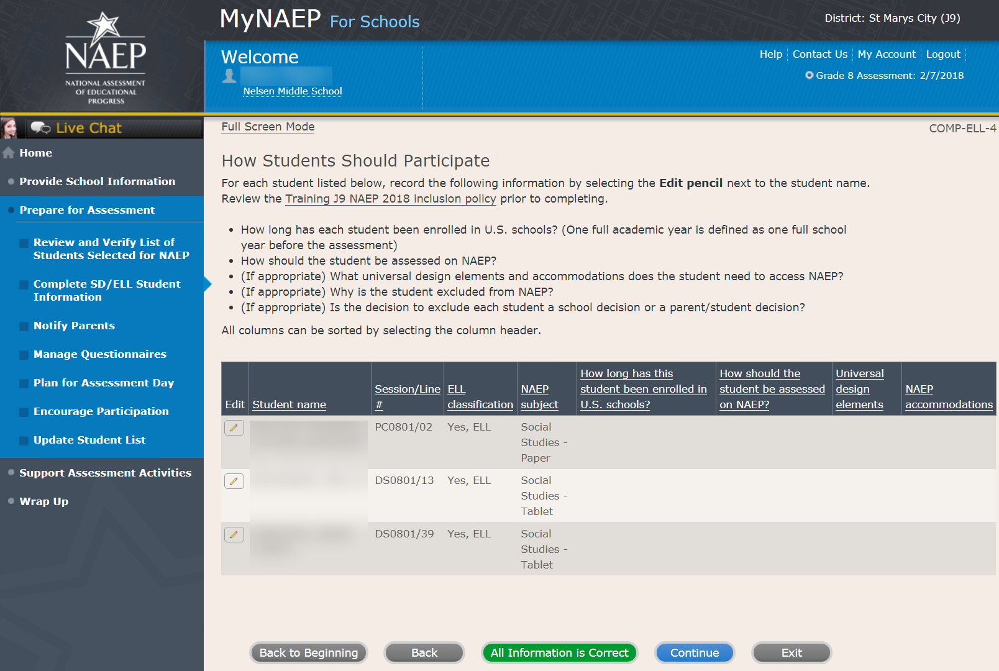 MyNAEP For Schools
District: St Marys City (J9)
NAEP
NATIONAL ASSESSMENT
OF EDUCATIONAL
PROGRESS
Welcome
Nelsen Middle School
Help
Contact Us
My Account
Logout
Grade 8 Assessment: 2/7/2018
Live Chat
Home
Provide School Information
Prepare for Assessment
Review and Verify List of
Students Selected for NAEP
Complete SD/ELL Student
Information
Notify Parents
Manage Questionnaires
Plan for Assessment Day
Encourage Participation
Update Student List
Support Assessment Activities
Wrap Up
Full Screen Mode
COMP-ELL-4
How Students Should Participate
For each student listed below, record the following information by selecting the Edit pencil next to the student name.
Review the Training J9 NAEP 2018 inclusion policy prior to completing.
• How long has each student been enrolled in U.S. schools? (One full academic year is defined as one full school
year before the assessment)
• How should the student be assessed on NAEP?
• (If appropriate) What universal design elements and accommodations does the student need to access NAEP?
• (If appropriate) Why is the student excluded from NAEP?
• (If appropriate) Is the decision to exclude each student a school decision or a parent/student decision?
All columns can be sorted by selecting the column header.
Edit
Student name
Session/Line
#
ELL
classification
NAEP
subject
How long has this
student been enrolled in
U.S. schools?
How should the
student be assessed
on NAEP?
Universal
design
elements
NAEP
accommodations
PC0801/02
Yes, ELL
Social
Studies -
Paper
DS0801/13
Yes, ELL
Social
Studies -
Tablet
DS0801/39
Yes, ELL
Social
Studies -
Tablet
Back to Beginning
Back
All Information is Correct
Continue
Exit